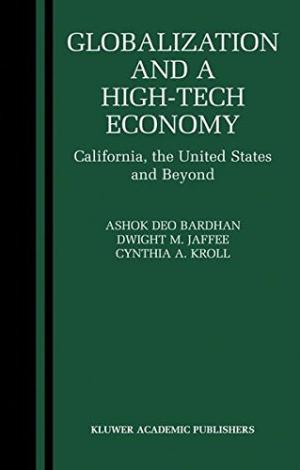 GLOBALIZATION
AND A
HIGH-TECH
ECONOMY
California, the United States
and Beyond
ASHOK DEO BARDHAN
DWIGHT M. JAFFEE
CYNTHIA A. KROLL
KLUWER ACADEMIC PUBLISHERS